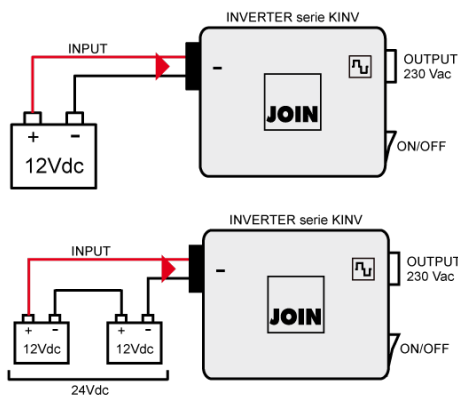 INVERTER serie KINV
INPUT
OUTPUT
230 Vac
-
JOIN
+ -
12Vdc
ON/OFF
INVERTER serie KINV
INPUT
OUTPUT
230 Vac
-
JOIN
+ - + -
12Vdc 12Vdc
ON/OFF
24Vdc